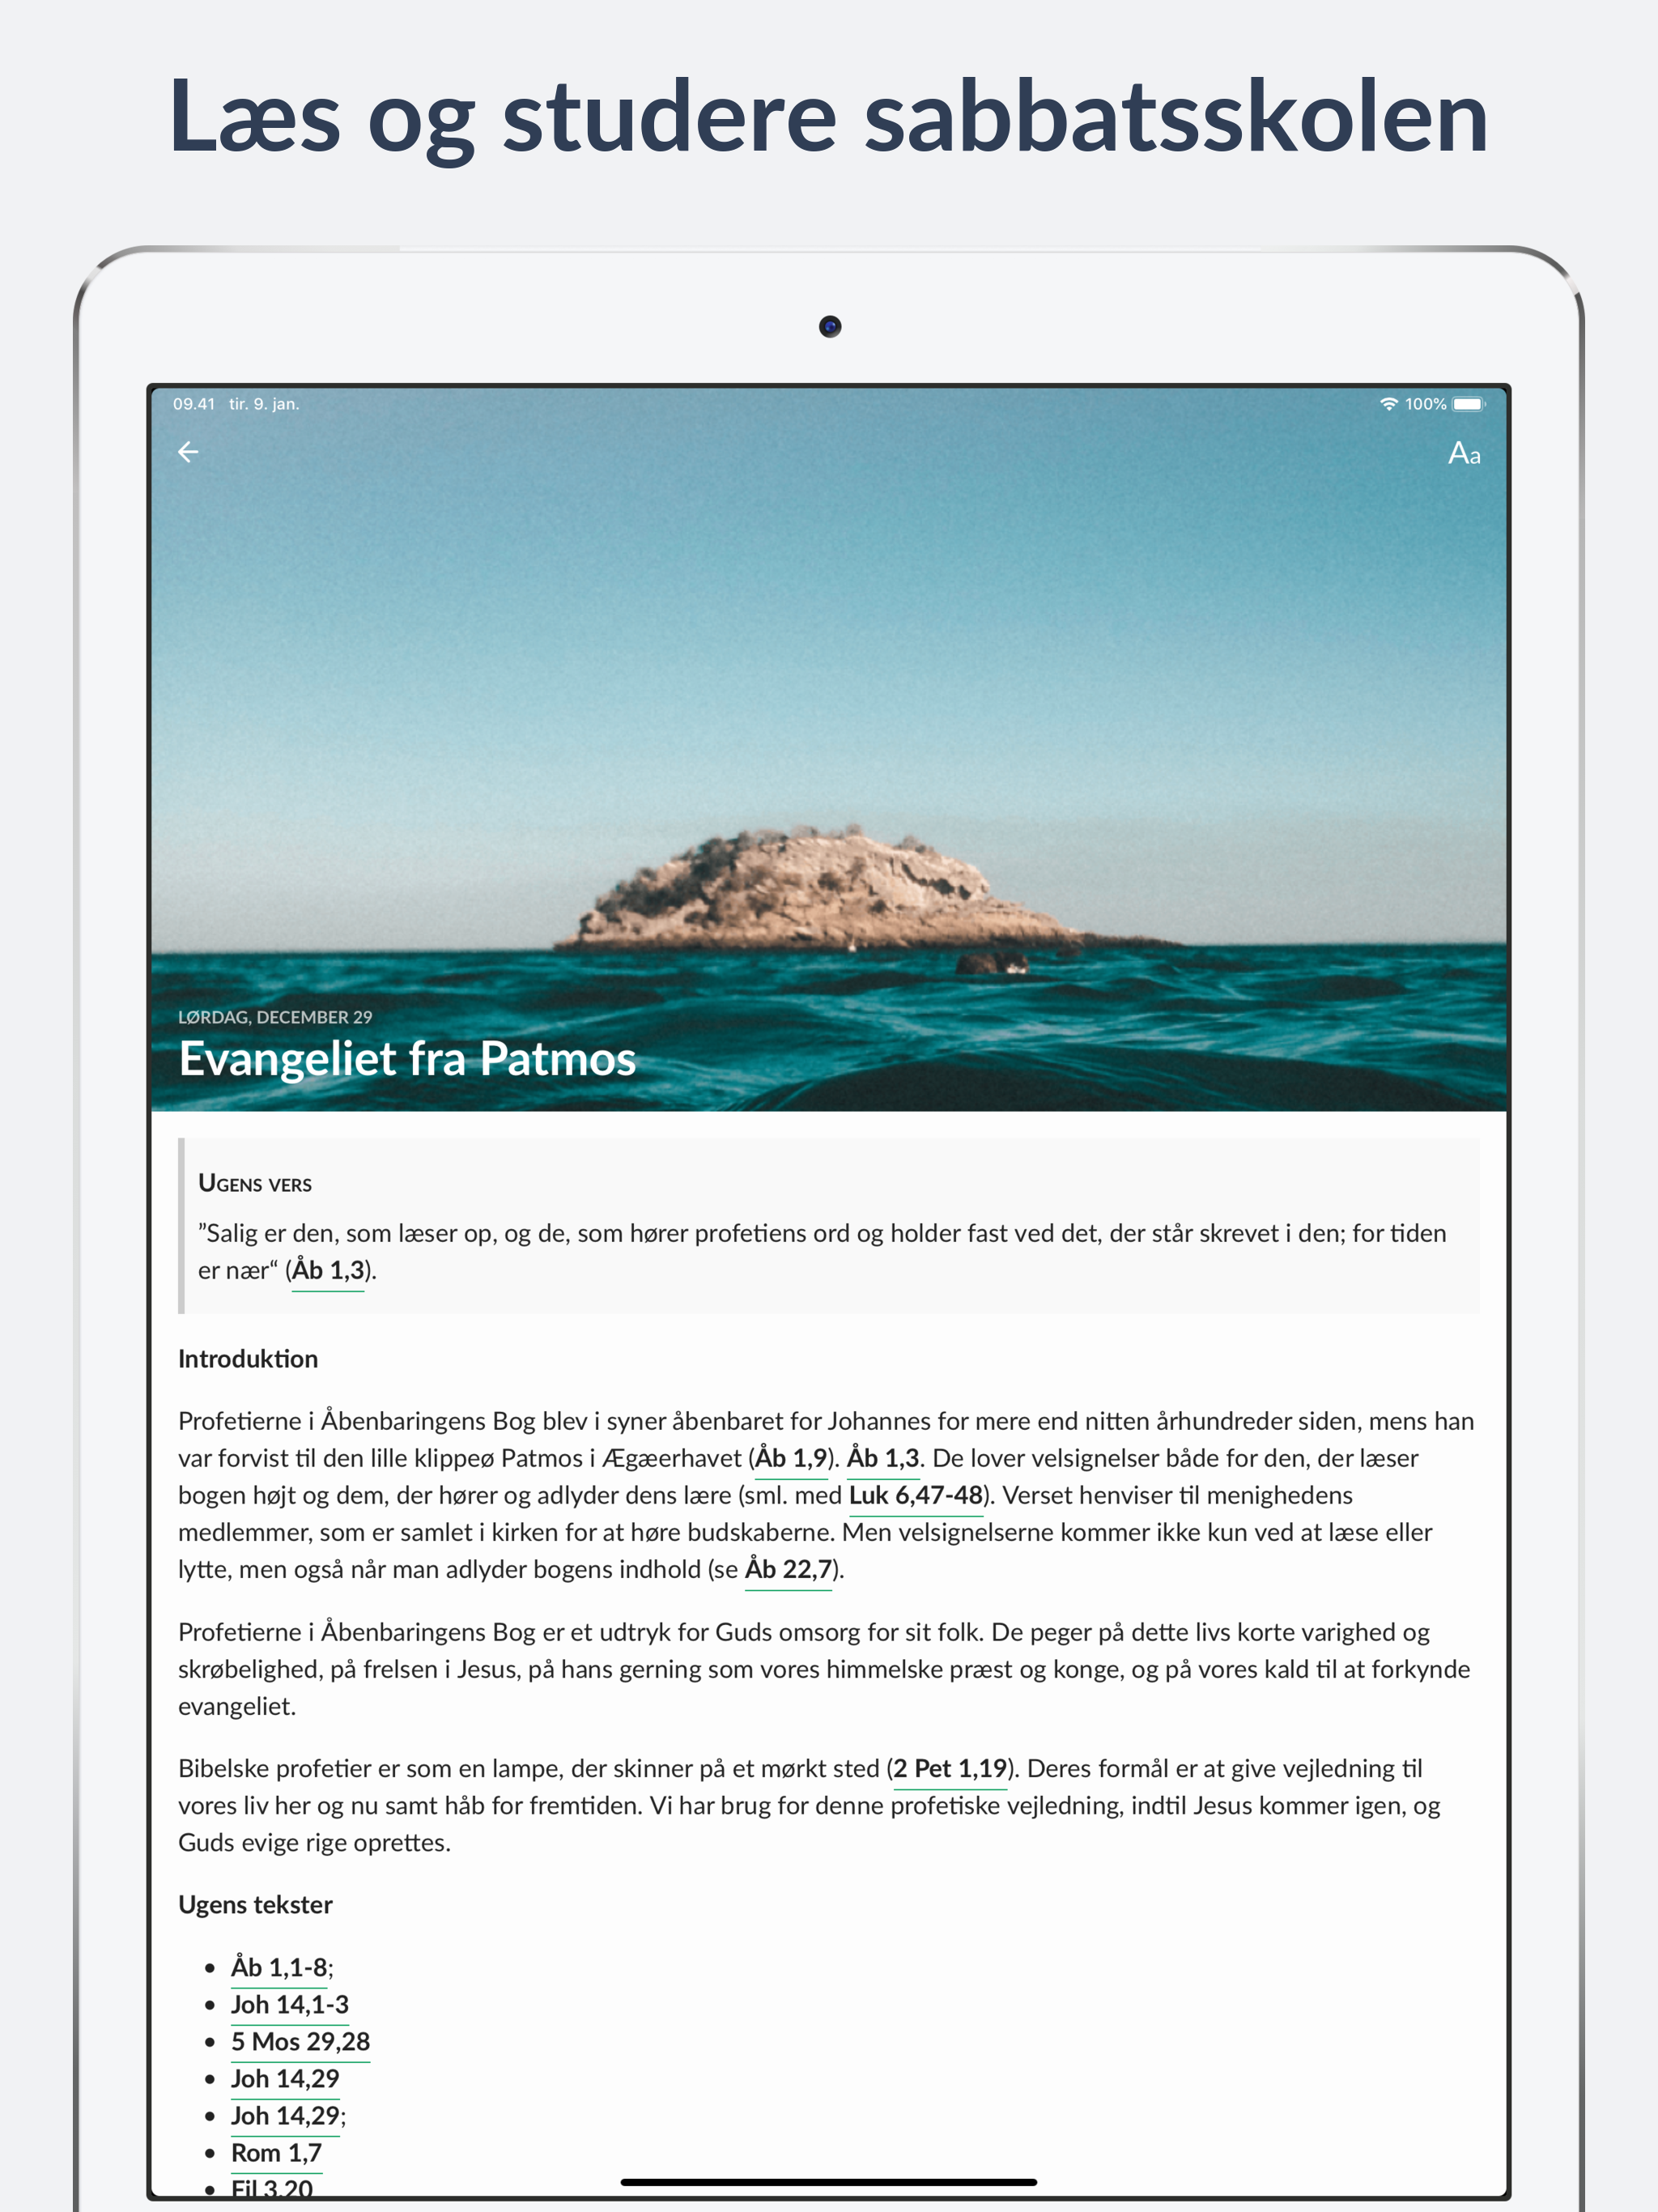 Læs og studere sabbatsskolen
09.41 tir. 9. jan.
100%
Aa
LØRDAG, DECEMBER 29
Evangeliet fra Patmos
Ugens vers
”Salig er den, som læser op, og de, som hører profetiens ord og holder fast ved det, der står skrevet i den; for tiden
er nær“ (Åb 1,3).
Introduktion
Profetierne i Åbenbaringens Bog blev i syner åbenbaret for Johannes for mere end nitten århundreder siden, mens han
var forvist til den lille klippeø Patmos i Ægæerhavet (Åb 1,9). Åb 1,3. De lover velsignelser både for den, der læser
bogen højt og dem, der hører og adlyder dens lære (sml. med Luk 6,47-48). Verset henviser til menighedens
medlemmer, som er samlet i kirken for at høre budskaberne. Men velsignelserne kommer ikke kun ved at læse eller
lytte, men også når man adlyder bogens indhold (se Åb 22,7).
Profetierne i Åbenbaringens Bog er et udtryk for Guds omsorg for sit folk. De peger på dette livs korte varighed og
skrøbelighed, på frelsen i Jesus, på hans gerning som vores himmelske præst og konge, og på vores kald til at forkynde
evangeliet.
Bibelske profetier er som en lampe, der skinner på et mørkt sted (2 Pet 1,19). Deres formål er at give vejledning til
vores liv her og nu samt håb for fremtiden. Vi har brug for denne profetiske vejledning, indtil Jesus kommer igen, og
Guds evige rige oprettes.
Ugens tekster
• Åb 1,1-8;
• Joh 14,1-3
• 5 Mos 29,28
• Joh 14,29
• Joh 14,29;
• Rom 1,7
• Fil 3,20